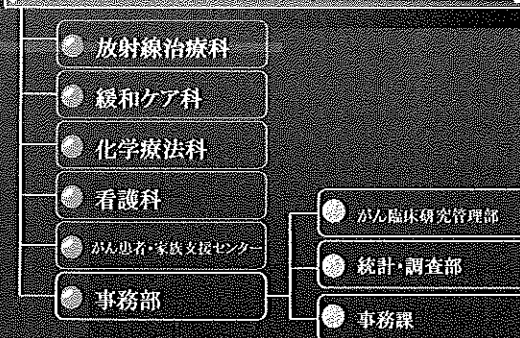 放射線治療科
緩和ケア科
化学療法科
看護科
がん患者・家族支援センター
事務部
がん臨床研究管理部
統計・調査部
事務課